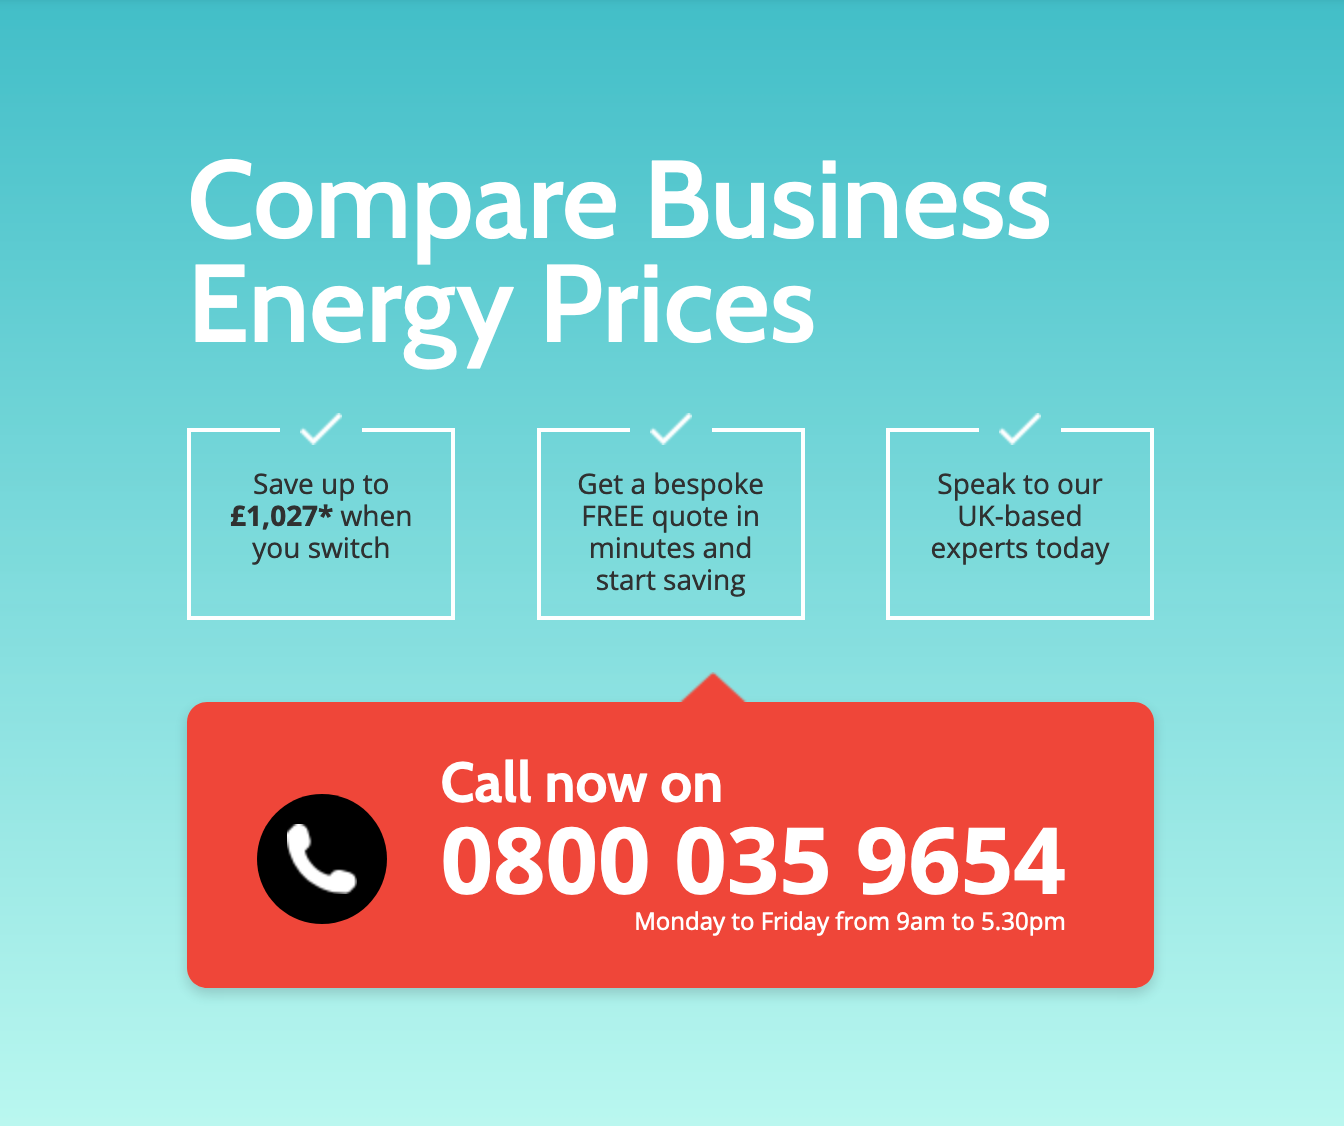 Compare Business
Energy Prices
Save up to
£1,027* when
you switch
Get a bespoke
FREE quote in
minutes and
start saving
Speak to our
UK-based
experts today
Call now on
0800 035 9654
Monday to Friday from 9am to 5.30pm